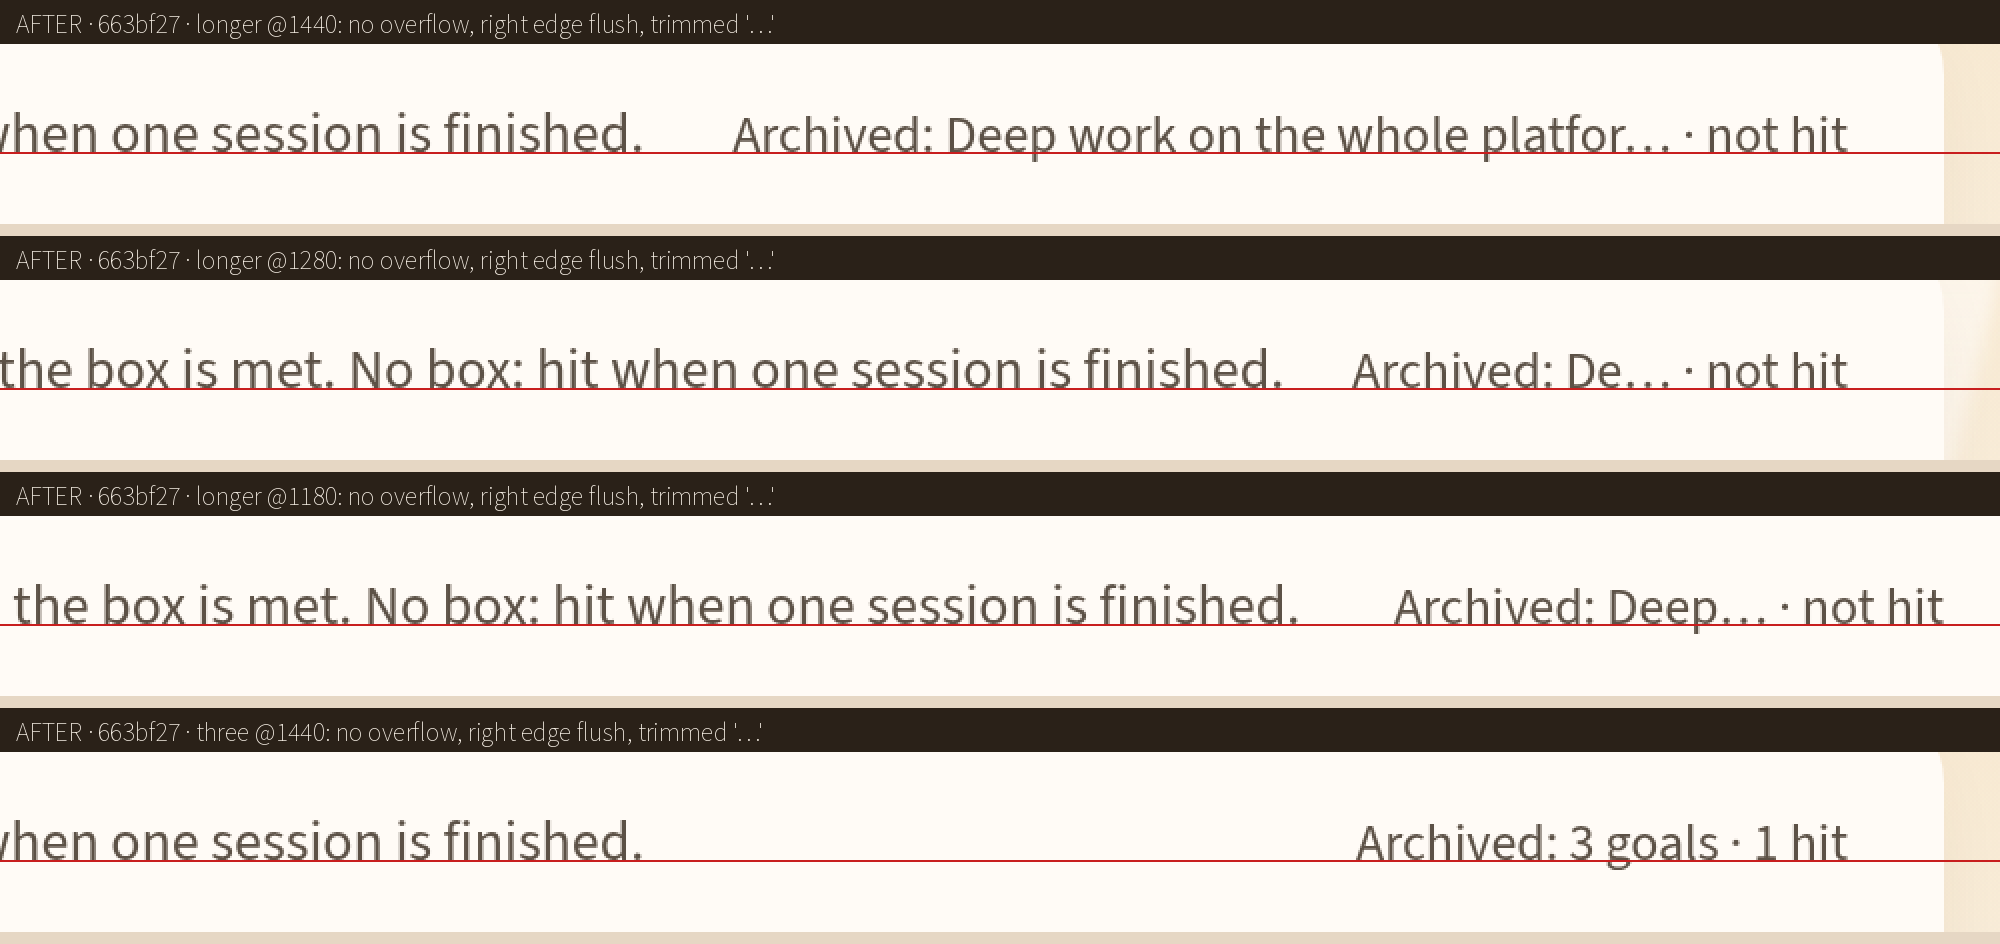 AFTER · 663bf27 · longer @1440: no overflow, right edge flush, trimmed '…'
when one session is finished. Archived: Deep work on the whole platfor… · not hit
AFTER · 663bf27 · longer @1280: no overflow, right edge flush, trimmed '…'
the box is met. No box: hit when one session is finished. Archived: De… · not hit
AFTER · 663bf27 · longer @1180: no overflow, right edge flush, trimmed '…'
the box is met. No box: hit when one session is finished. Archived: Deep… · not hit
AFTER · 663bf27 · three @1440: no overflow, right edge flush, trimmed '…'
when one session is finished. Archived: 3 goals · 1 hit